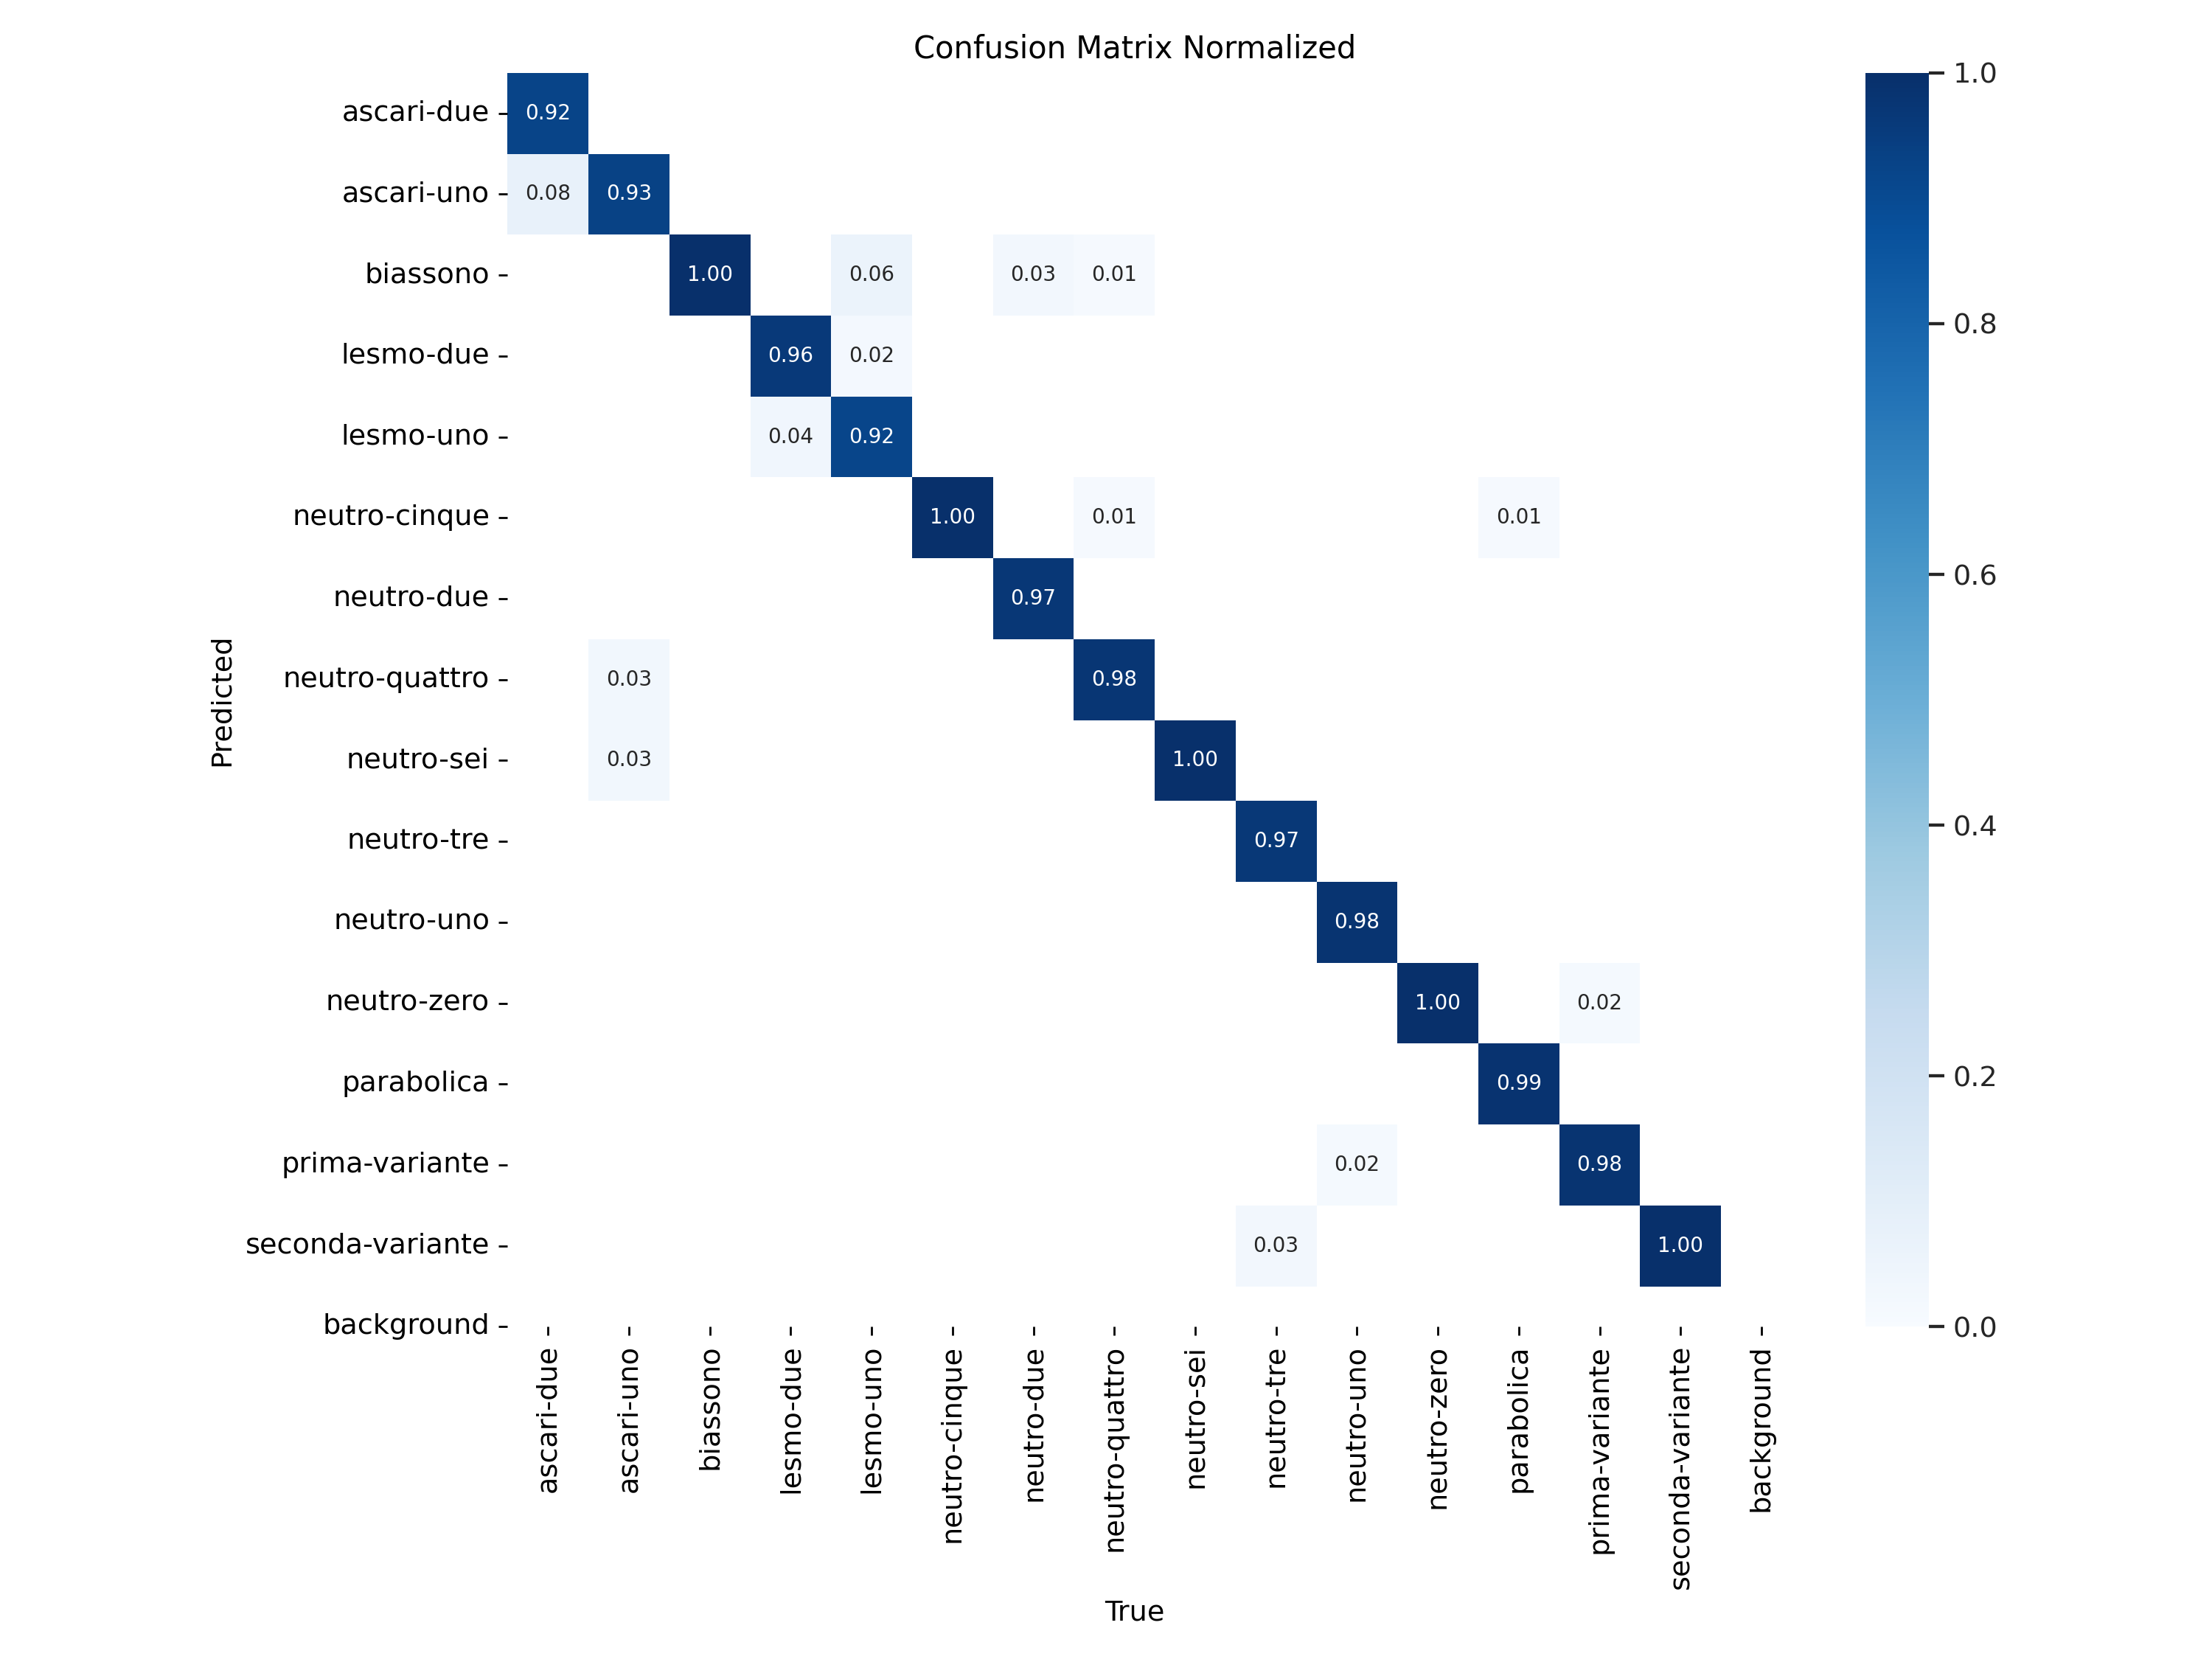 Confusion Matrix Normalized
ascari-due 0.92
ascari-uno 0.08 0.93
biassono 1.00 0.06 0.03 0.01
lesmo-due 0.96 0.02
lesmo-uno 0.04 0.92
neutro-cinque 1.00 0.01 0.01
neutro-due 0.97
neutro-quattro 0.03 0.98
neutro-sei 0.03 1.00
neutro-tre 0.97
neutro-uno 0.98
neutro-zero 1.00 0.02
parabolica 0.99
prima-variante 0.02 0.98
seconda-variante 0.03 1.00
background
Predicted
ascari-due
ascari-uno
biassono
lesmo-due
lesmo-uno
neutro-cinque
neutro-due
neutro-quattro
neutro-sei
neutro-tre
neutro-uno
neutro-zero
parabolica
prima-variante
seconda-variante
background
True
1.0
0.8
0.6
0.4
0.2
0.0